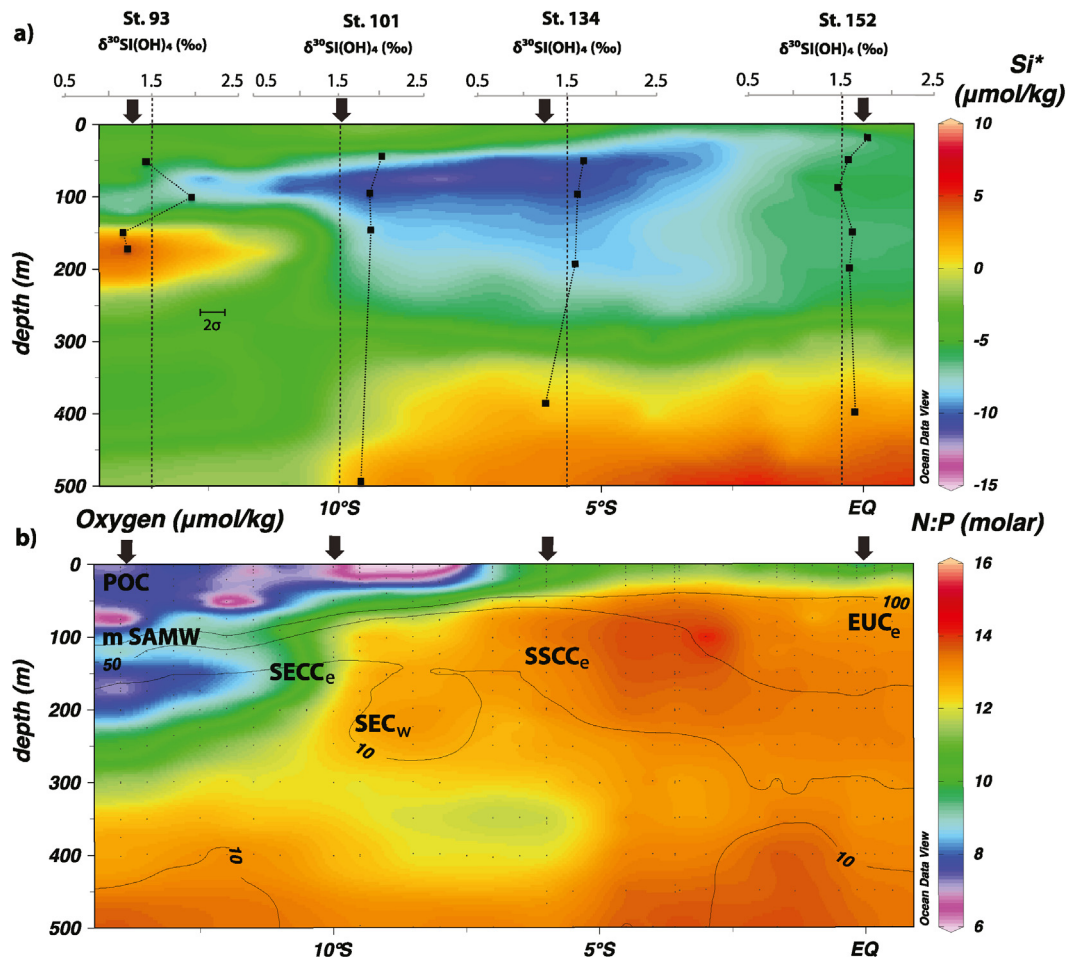 St. 93 St. 101 St. 134 St. 152
a) δ³⁰SI(OH)₄ (‰) δ³⁰SI(OH)₄ (‰) δ³⁰SI(OH)₄ (‰) δ³⁰SI(OH)₄ (‰)
0.5 1.5 2.5 0.5 1.5 2.5 0.5 1.5 2.5 0.5 1.5 2.5
Si*
(μmol/kg)
0
100
200
300
400
500
depth (m)
2σ
10ºS 5ºS EQ
Ocean Data View
10
5
0
-5
-10
-15
b) Oxygen (μmol/kg) N:P (molar)
0
100
200
300
400
500
depth (m)
POC
100
m SAMW
EUCe
50
SECCe
SSCCe
SECw
10
10
10
10ºS 5ºS EQ
Ocean Data View
16
14
12
10
8
6